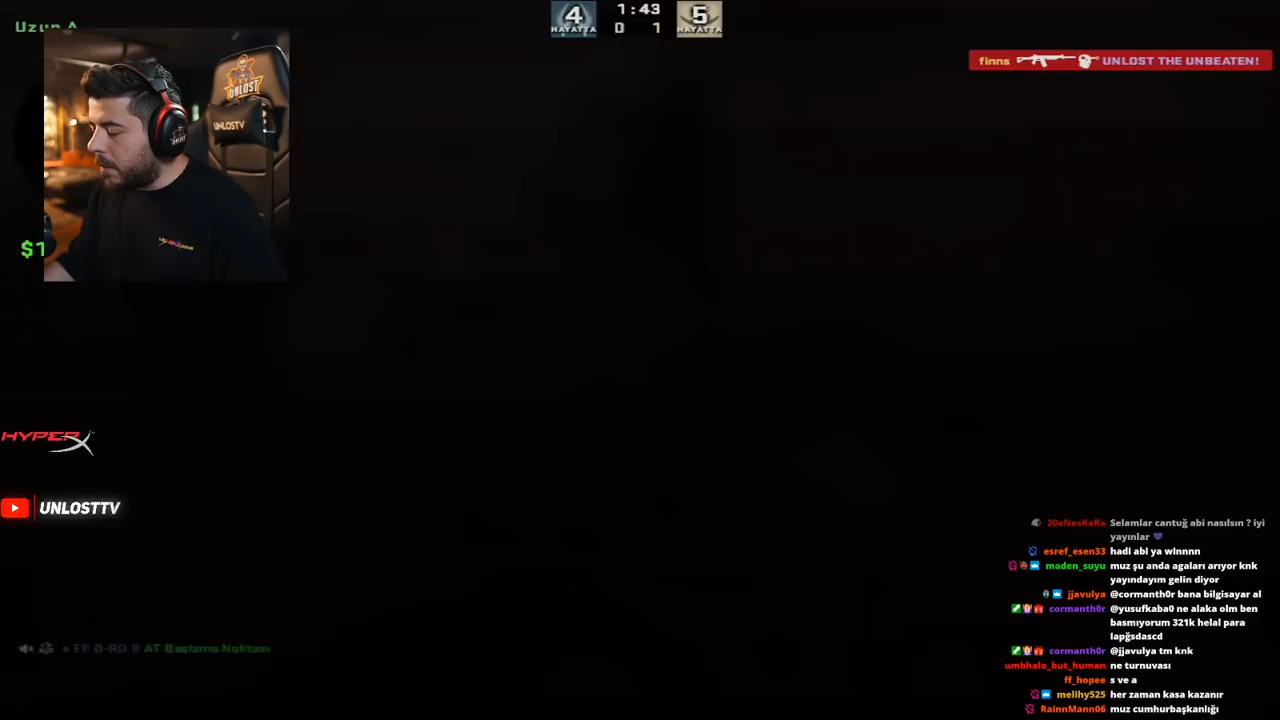 Uzun A
4
HAYATTA
1:43
0 1
5
HAYATTA
finns UNLOST THE UNBEATEN!
UNLOST
UNLOSTV
$1
HYPERX
UNLOSTTV
20eNesKaRa Selamlar cantuğ abi nasılsın ? iyi
yayınlar
esref_esen33 hadi abi ya wInnnn
maden_suyu muz şu anda agaları arıyor knk
yayındayım gelin diyor
jjavulya @cormanth0r bana bilgisayar al
cormanth0r @yusufkaba0 ne alaka olm ben
basmıyorum 321k helal para
lapğsdascd
cormanth0r @jjavulya tm knk
umbhalo_but_human ne turnuvası
ff_hopee s ve a
melihy525 her zaman kasa kazanır
RainnMann06 muz cumhurbaşkanlığı
AT Başlama Noktası